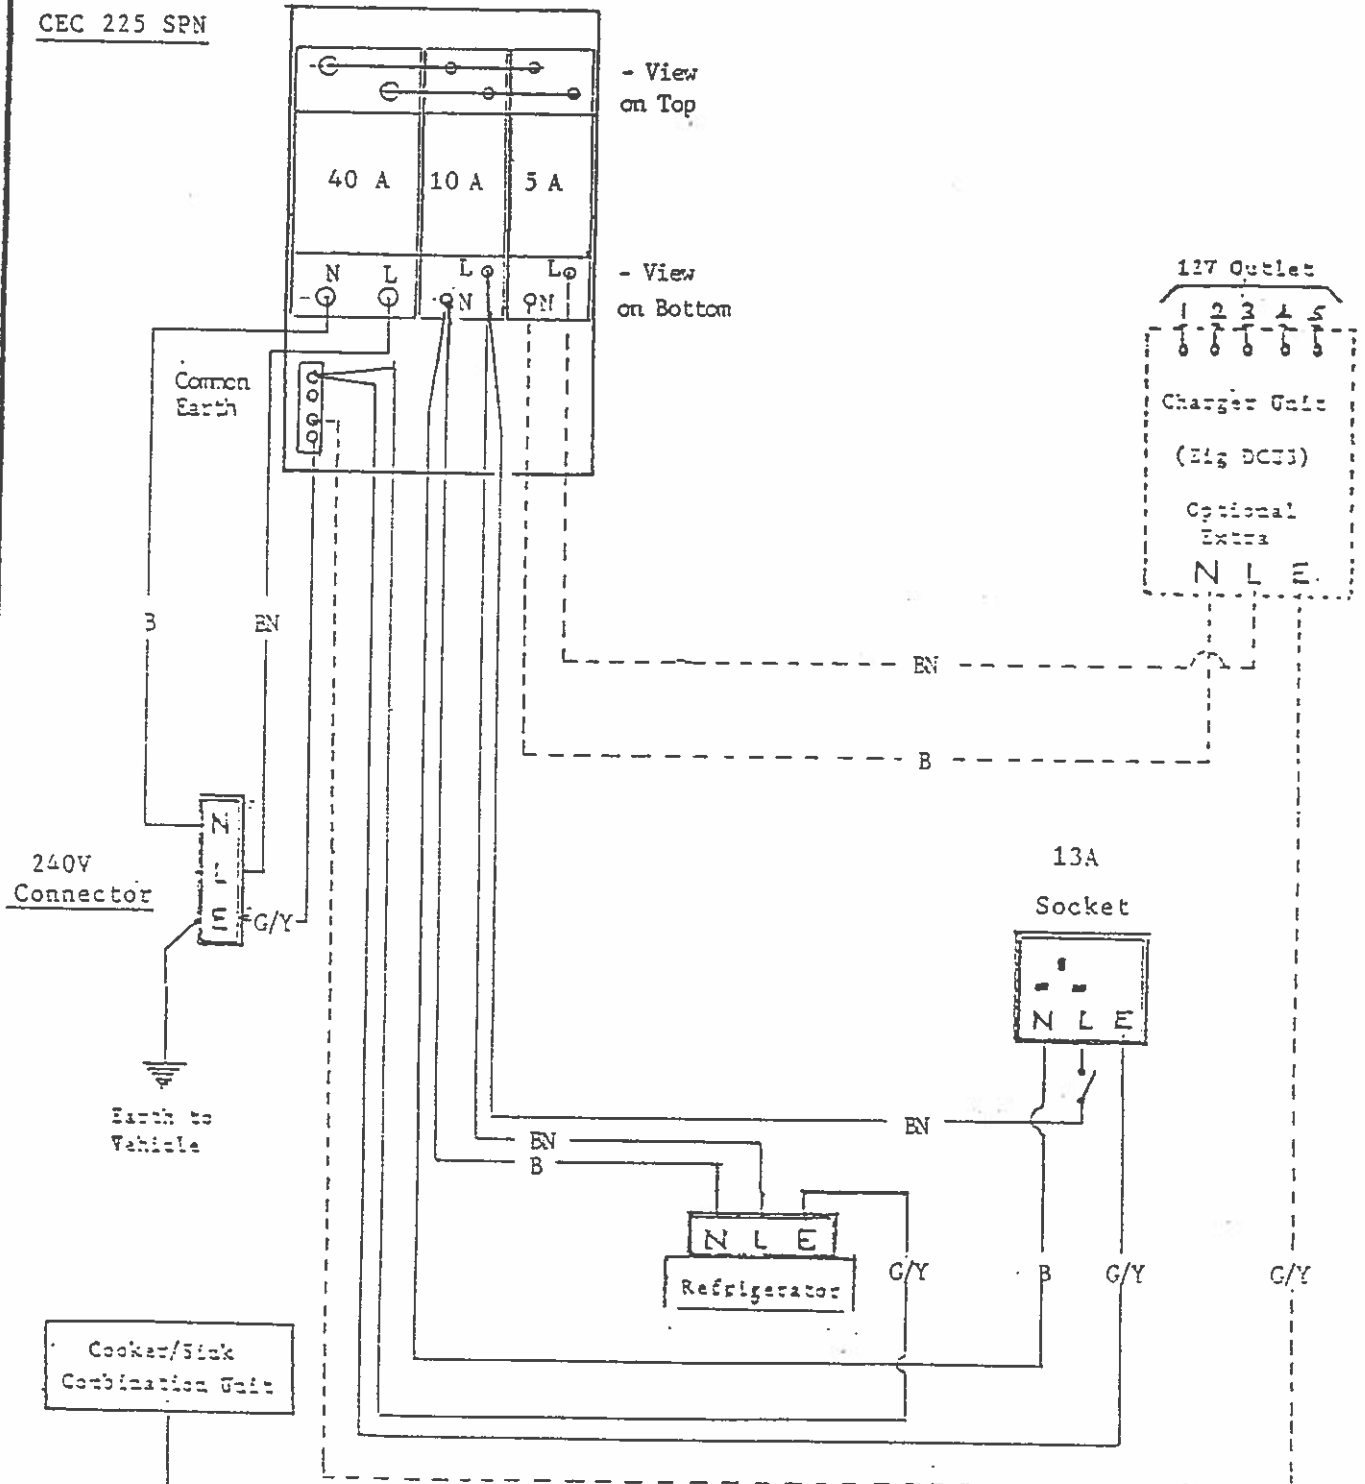 CEC 225 SPN
- View
on Top
40 A
10 A
5 A
N
L
L
N
L
N
- View
on Bottom
Common
Earth
12V Outlet
1 2 3 4 5
Charger Unit
(Zig
Optional
Extra
N L E
B
BN
BN
B
240V
Connector
N
L
E
G/Y
13A
Socket
N L E
Earth to
Vehicle
BN
BN
B
N L E
Refrigerator
G/Y
B
G/Y
G/Y
Cooker/Sink
Combination Unit